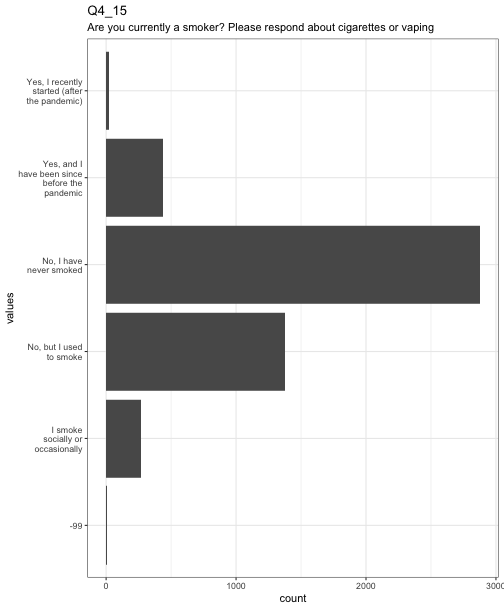 Q4_15
Are you currently a smoker? Please respond about cigarettes or vaping
Yes, I recently
started (after
the pandemic)
Yes, and I
have been since
before the
pandemic
No, I have
never smoked
No, but I used
to smoke
I smoke
socially or
occasionally
-99
values
0
1000
2000
3000
count